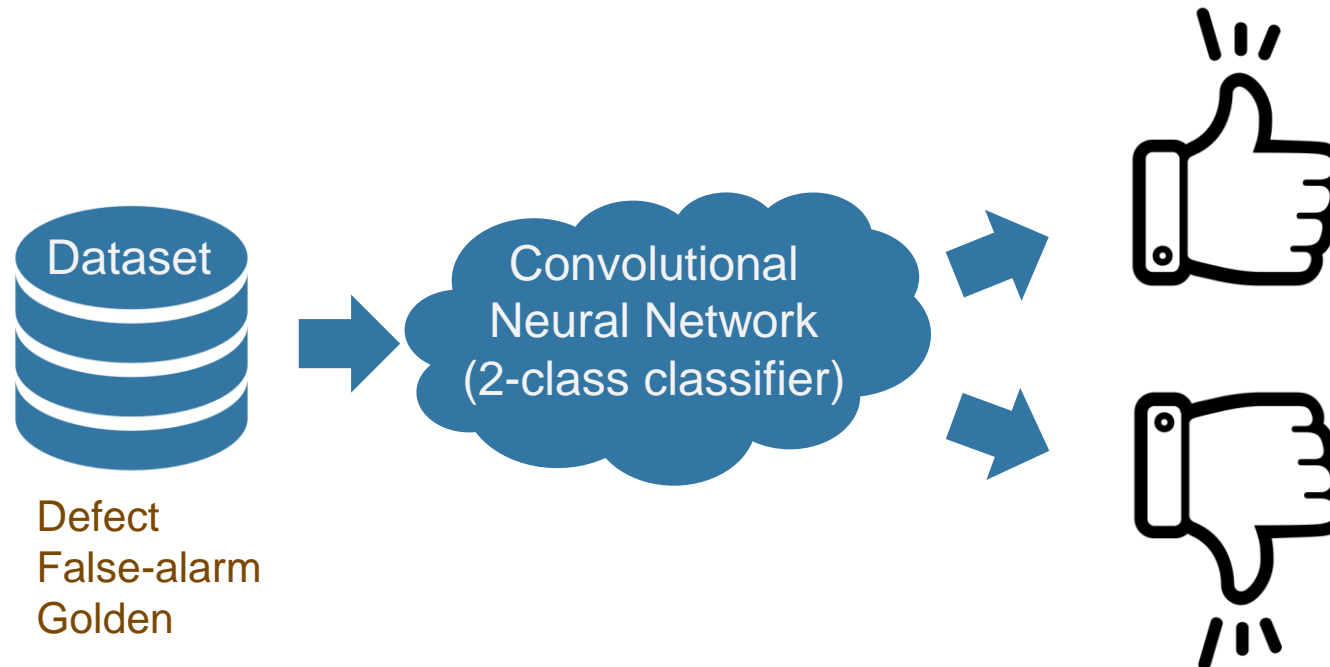 Dataset
Convolutional
Neural Network
(2-class classifier)
Defect
False-alarm
Golden